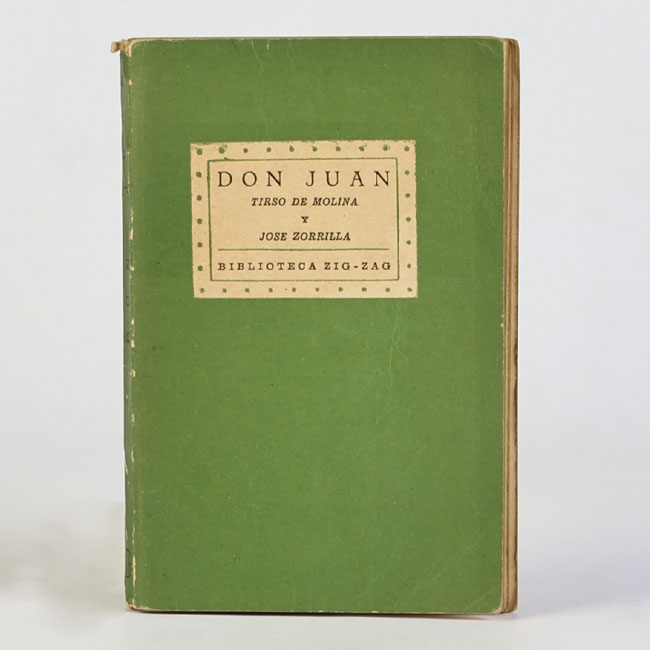 DON JUAN
TIRSO DE MOLINA
Y
JOSE ZORRILLA
BIBLIOTECA ZIG-ZAG